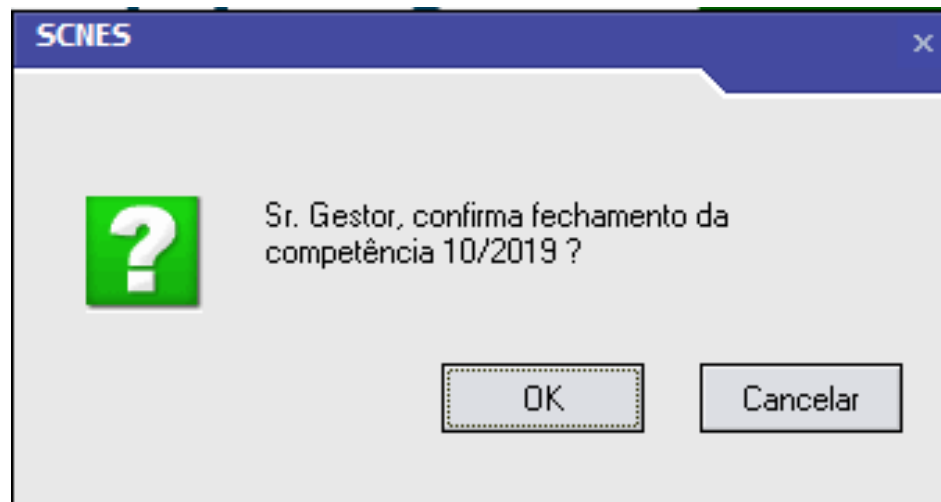 SCNES
Sr. Gestor, confirma fechamento da
competência 10/2019 ?
OK
Cancelar